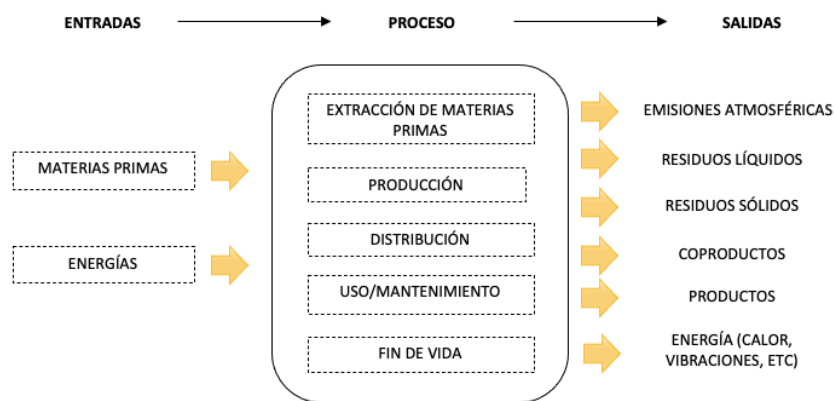 ENTRADAS
PROCESO
SALIDAS
MATERIAS PRIMAS
ENERGÍAS
EXTRACCIÓN DE MATERIAS
PRIMAS
PRODUCCIÓN
DISTRIBUCIÓN
USO/MANTENIMIENTO
FIN DE VIDA
EMISIONES ATMOSFÉRICAS
RESIDUOS LÍQUIDOS
RESIDUOS SÓLIDOS
COPRODUCTOS
PRODUCTOS
ENERGÍA (CALOR,
VIBRACIONES, ETC)